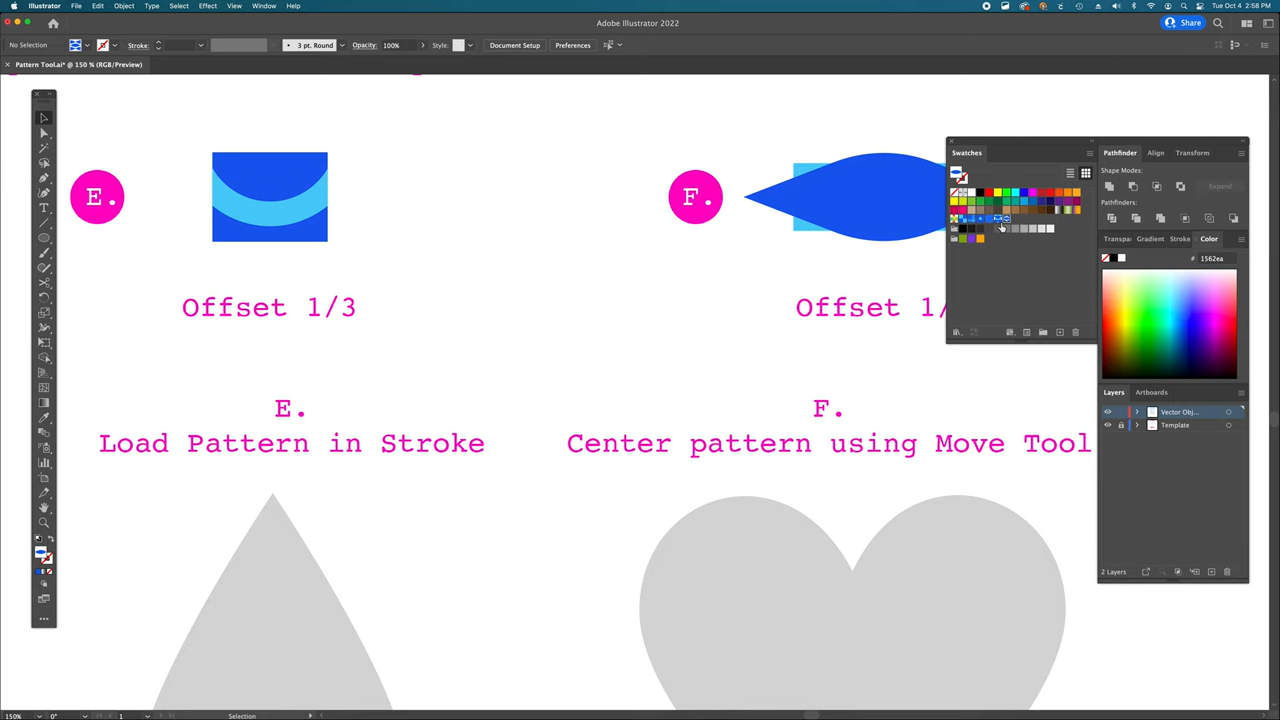 Illustrator File Edit Object Type Select Effect View Window Help
Tue Oct 4 2:58 PM
Adobe Illustrator 2022
Share
No Selection
Stroke:
3 pt. Round
Opacity: 100%
Style:
Document Setup
Preferences
Pattern Tool.ai* @ 150 % (RGB/Preview)
E.
F.
Swatches
Pathfinder Align Transform
Shape Modes:
Expand
Pathfinders:
Transpa Gradient Stroke Color
# 1562ea
Offset 1/3
Offset 1/
E.
Load Pattern in Stroke
F.
Center pattern using Move Tool
Layers Artboards
Vector Obj...
Template
2 Layers
150% 0° 1 Selection